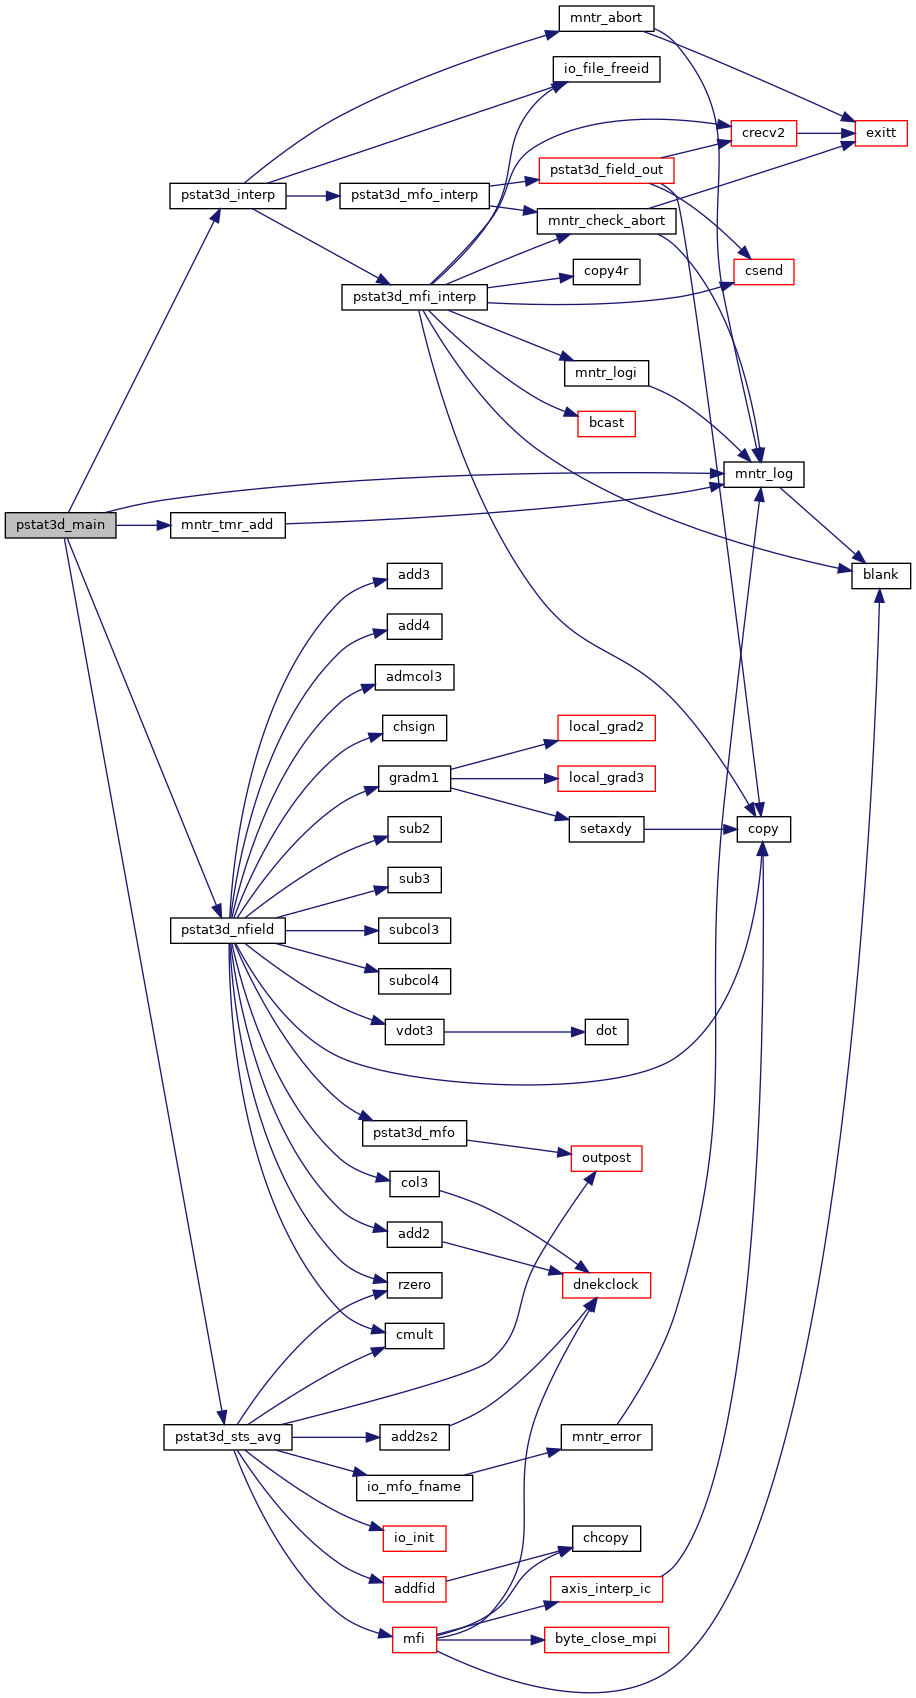 mntr_abort
io_file_freeid
crecv2
exitt
pstat3d_field_out
pstat3d_interp
pstat3d_mfo_interp
mntr_check_abort
copy4r
csend
pstat3d_mfi_interp
mntr_logi
bcast
mntr_log
pstat3d_main
mntr_tmr_add
blank
add3
add4
admcol3
chsign
local_grad2
gradm1
local_grad3
sub2
setaxdy
copy
sub3
pstat3d_nfield
subcol3
subcol4
vdot3
dot
pstat3d_mfo
outpost
col3
add2
rzero
dnekclock
cmult
pstat3d_sts_avg
add2s2
mntr_error
io_mfo_fname
io_init
chcopy
addfid
axis_interp_ic
mfi
byte_close_mpi